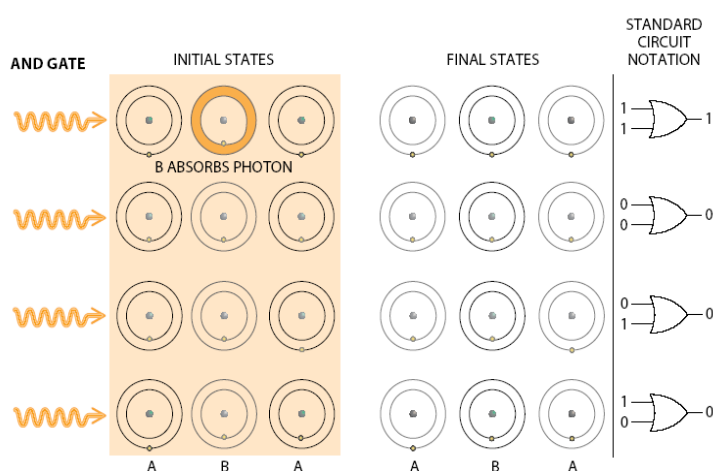 STANDARD
CIRCUIT
NOTATION
AND GATE
INITIAL STATES
FINAL STATES
1
1
1
B ABSORBS PHOTON
0
0
0
0
1
0
1
0
0
A B A A B A